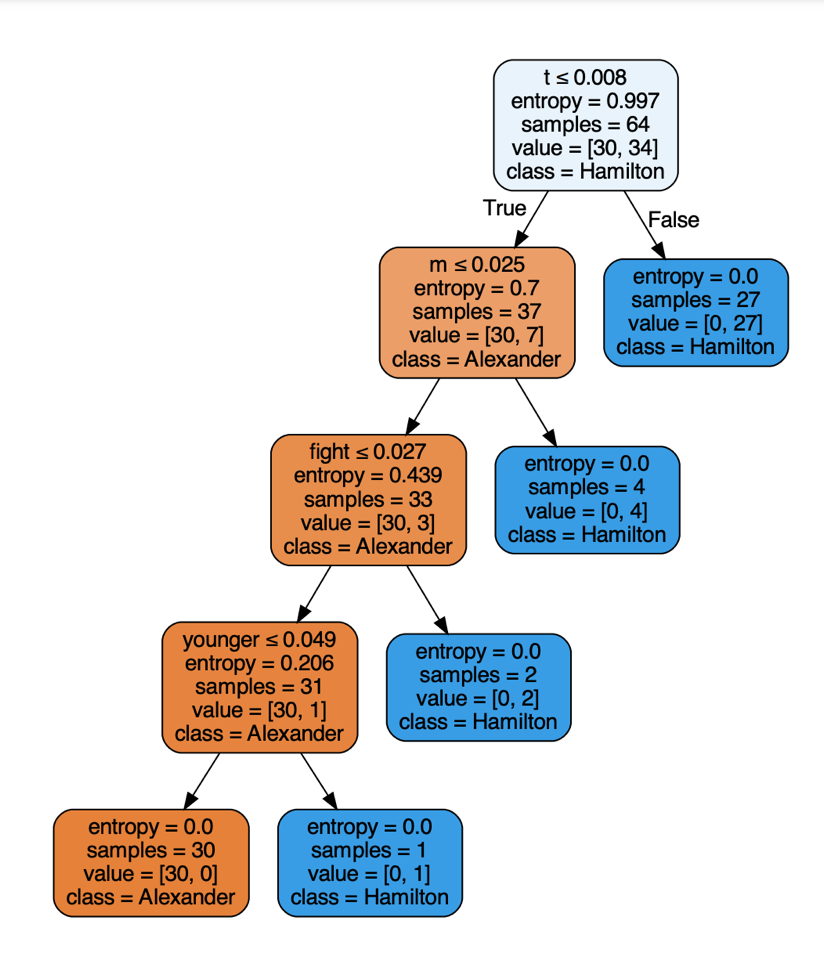 t ≤ 0.008
entropy = 0.997
samples = 64
value = [30, 34]
class = Hamilton
True
False
m ≤ 0.025
entropy = 0.7
samples = 37
value = [30, 7]
class = Alexander
entropy = 0.0
samples = 27
value = [0, 27]
class = Hamilton
fight ≤ 0.027
entropy = 0.439
samples = 33
value = [30, 3]
class = Alexander
entropy = 0.0
samples = 4
value = [0, 4]
class = Hamilton
younger ≤ 0.049
entropy = 0.206
samples = 31
value = [30, 1]
class = Alexander
entropy = 0.0
samples = 2
value = [0, 2]
class = Hamilton
entropy = 0.0
samples = 30
value = [30, 0]
class = Alexander
entropy = 0.0
samples = 1
value = [0, 1]
class = Hamilton